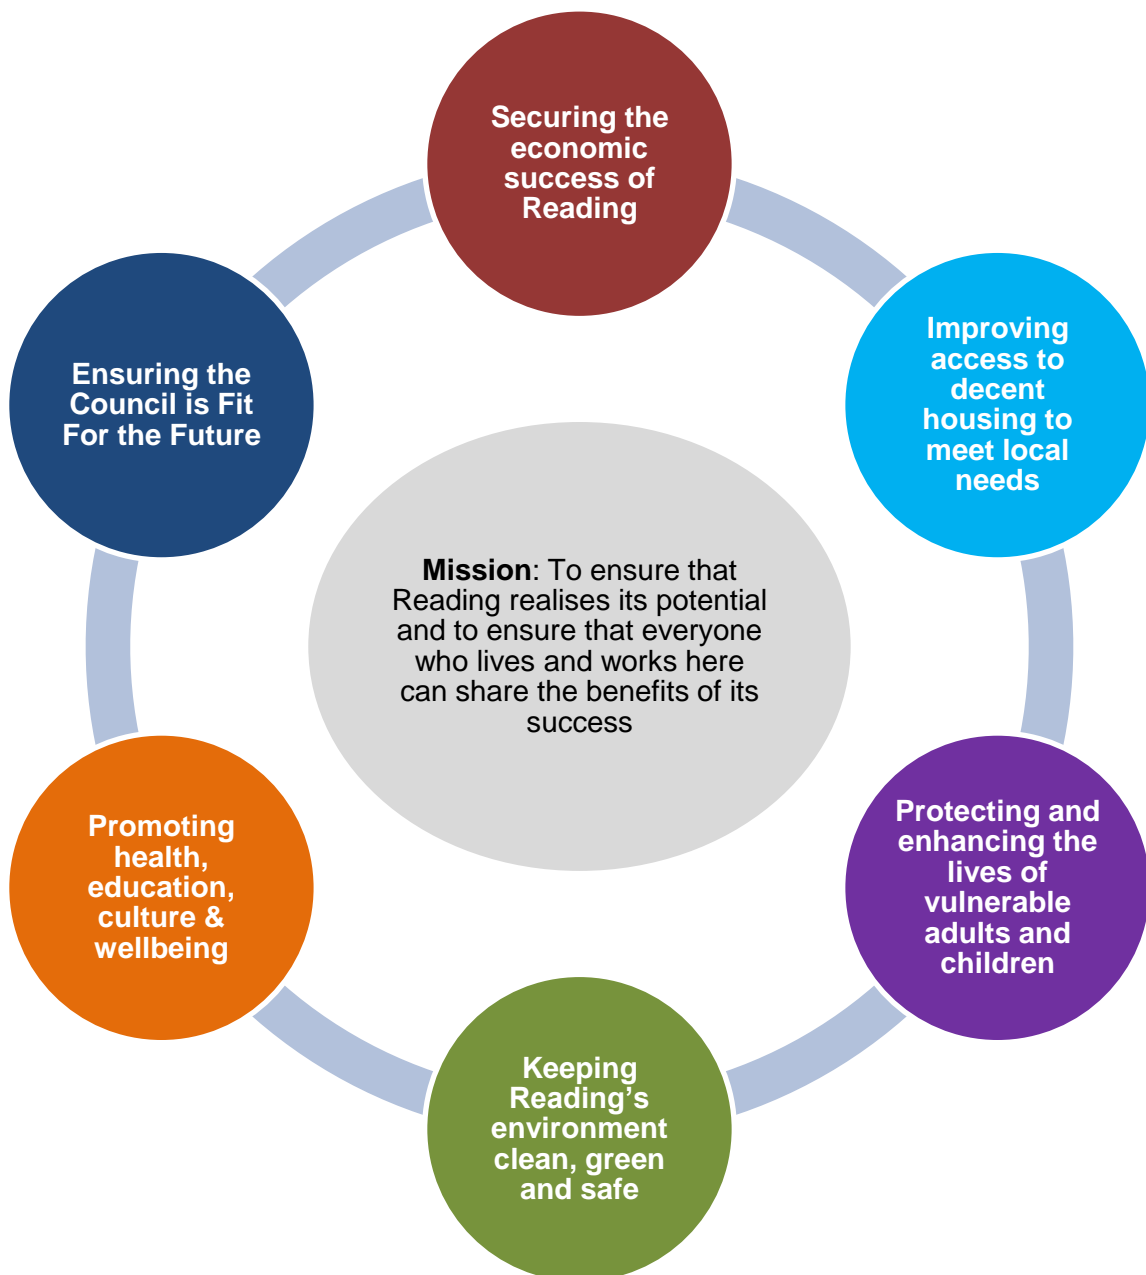 Securing the
economic
success of
Reading
Improving
access to
decent
housing to
meet local
needs
Protecting and
enhancing the
lives of
vulnerable
adults and
children
Keeping
Reading’s
environment
clean, green
and safe
Promoting
health,
education,
culture &
wellbeing
Ensuring the
Council is Fit
For the Future
Mission: To ensure that
Reading realises its potential
and to ensure that everyone
who lives and works here
can share the benefits of its
success